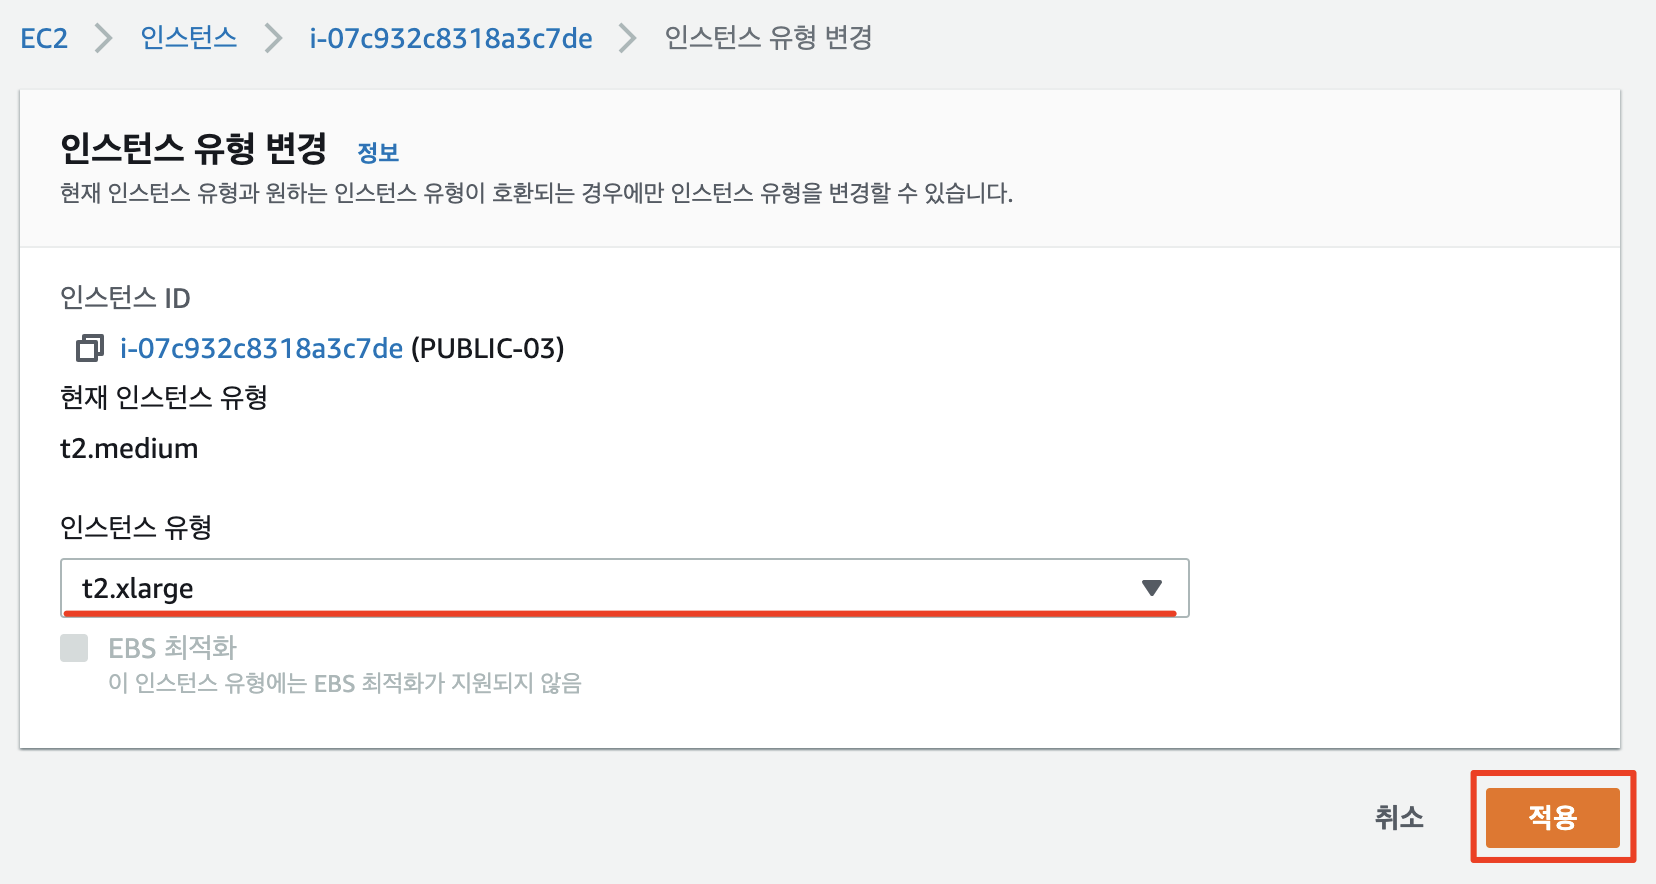 EC2 > 인스턴스 > i-07c932c8318a3c7de > 인스턴스 유형 변경
인스턴스 유형 변경 정보
현재 인스턴스 유형과 원하는 인스턴스 유형이 호환되는 경우에만 인스턴스 유형을 변경할 수 있습니다.
인스턴스 ID
i-07c932c8318a3c7de (PUBLIC-03)
현재 인스턴스 유형
t2.medium
인스턴스 유형
t2.xlarge
EBS 최적화
이 인스턴스 유형에는 EBS 최적화가 지원되지 않음
취소 적용